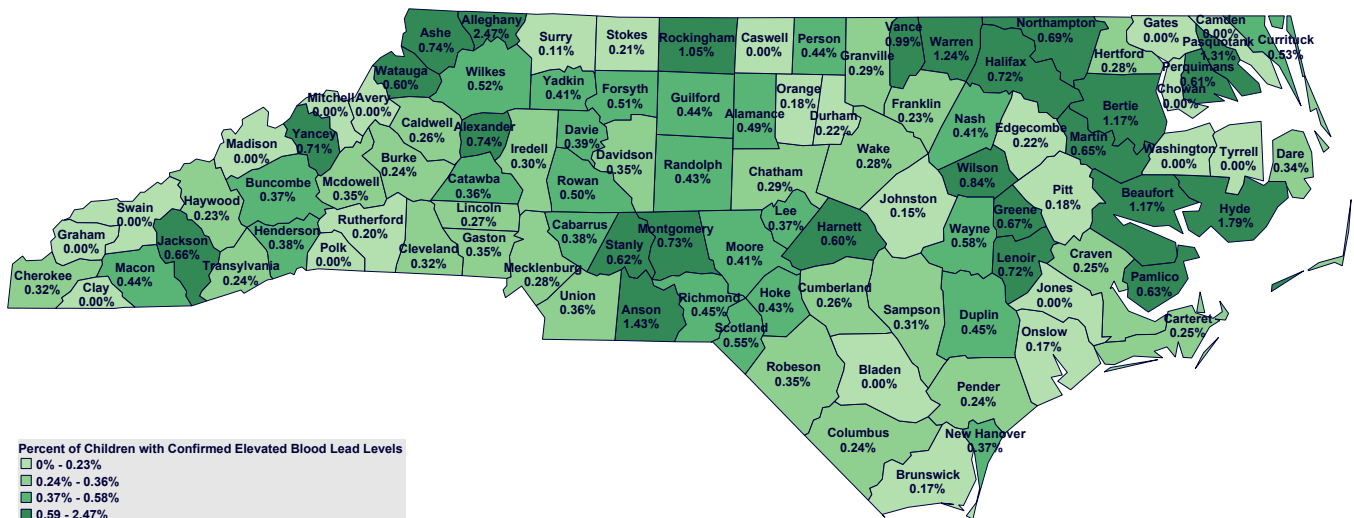 Ashe
0.74%
Alleghany
2.47%
Surry
0.11%
Stokes
0.21%
Rockingham
1.05%
Caswell
0.00%
Person
0.44%
Granville
0.29%
Vance
0.99%
Warren
1.24%
Northampton
0.69%
Halifax
0.72%
Hertford
0.28%
Gates
0.00%
Camden
0.00%
Pasquotank
1.31%
Currituck
0.53%
Perquimans
0.61%
Chowan
0.00%
Watauga
0.60%
Wilkes
0.52%
Yadkin
0.41%
Forsyth
0.51%
Guilford
0.44%
Alamance
0.49%
Orange
0.18%
Durham
0.22%
Franklin
0.23%
Nash
0.41%
Edgecombe
0.22%
Bertie
1.17%
Martin
0.65%
Washington
0.00%
Tyrrell
0.00%
Dare
0.34%
Mitchell
0.00%
Avery
0.00%
Yancey
0.71%
Madison
0.00%
Caldwell
0.26%
Alexander
0.74%
Iredell
0.30%
Davie
0.39%
Davidson
0.35%
Randolph
0.43%
Chatham
0.29%
Wake
0.28%
Wilson
0.84%
Pitt
0.18%
Beaufort
1.17%
Hyde
1.79%
Burke
0.24%
Catawba
0.36%
Rowan
0.50%
Mcdowell
0.35%
Buncombe
0.37%
Haywood
0.23%
Swain
0.00%
Graham
0.00%
Jackson
0.66%
Henderson
0.38%
Rutherford
0.20%
Lincoln
0.27%
Gaston
0.35%
Cleveland
0.32%
Polk
0.00%
Transylvania
0.24%
Macon
0.44%
Cherokee
0.32%
Clay
0.00%
Mecklenburg
0.28%
Cabarrus
0.38%
Stanly
0.62%
Montgomery
0.73%
Moore
0.41%
Lee
0.37%
Harnett
0.60%
Johnston
0.15%
Wayne
0.58%
Greene
0.67%
Lenoir
0.72%
Craven
0.25%
Pamlico
0.63%
Jones
0.00%
Carteret
0.25%
Onslow
0.17%
Duplin
0.45%
Sampson
0.31%
Cumberland
0.26%
Hoke
0.43%
Richmond
0.45%
Scotland
0.55%
Anson
1.43%
Union
0.36%
Robeson
0.35%
Bladen
0.00%
Pender
0.24%
Columbus
0.24%
New Hanover
0.37%
Brunswick
0.17%
Percent of Children with Confirmed Elevated Blood Lead Levels
0% - 0.23%
0.24% - 0.36%
0.37% - 0.58%
0.59 - 2.47%